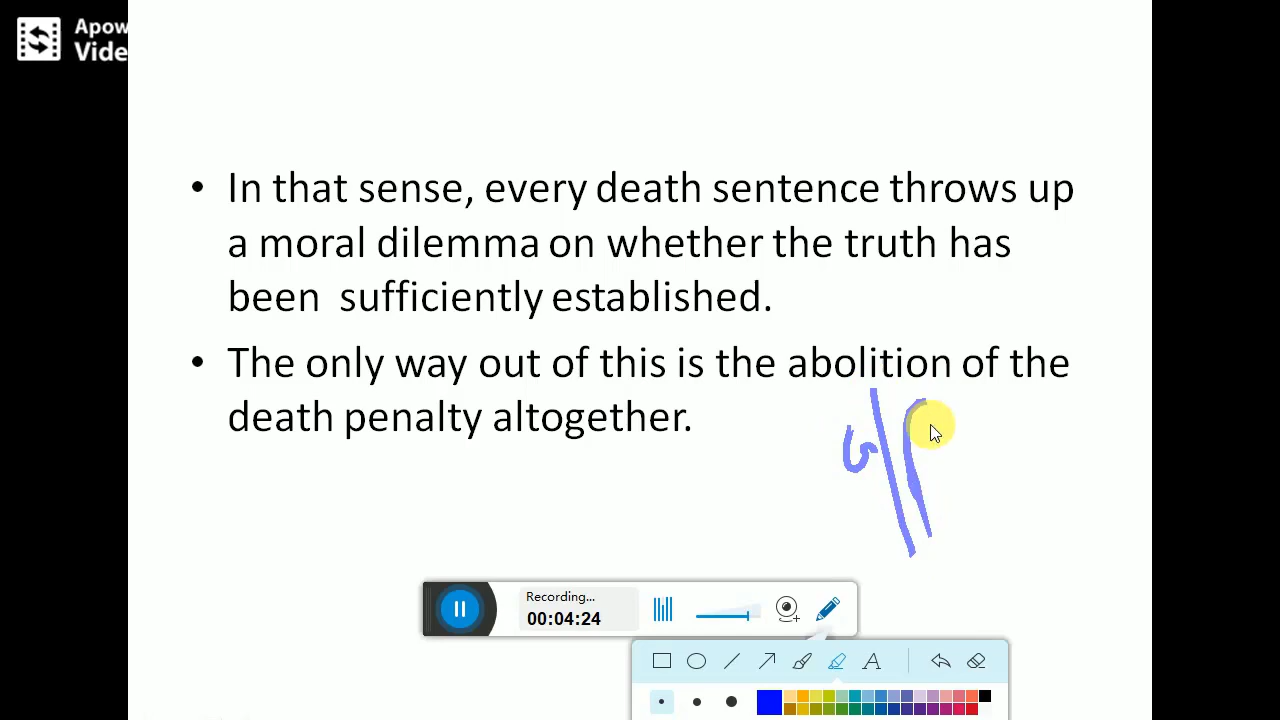 Apow
Vide
• In that sense, every death sentence throws up
a moral dilemma on whether the truth has
been sufficiently established.
• The only way out of this is the abolition of the
death penalty altogether.
Recording...
00:04:24
A